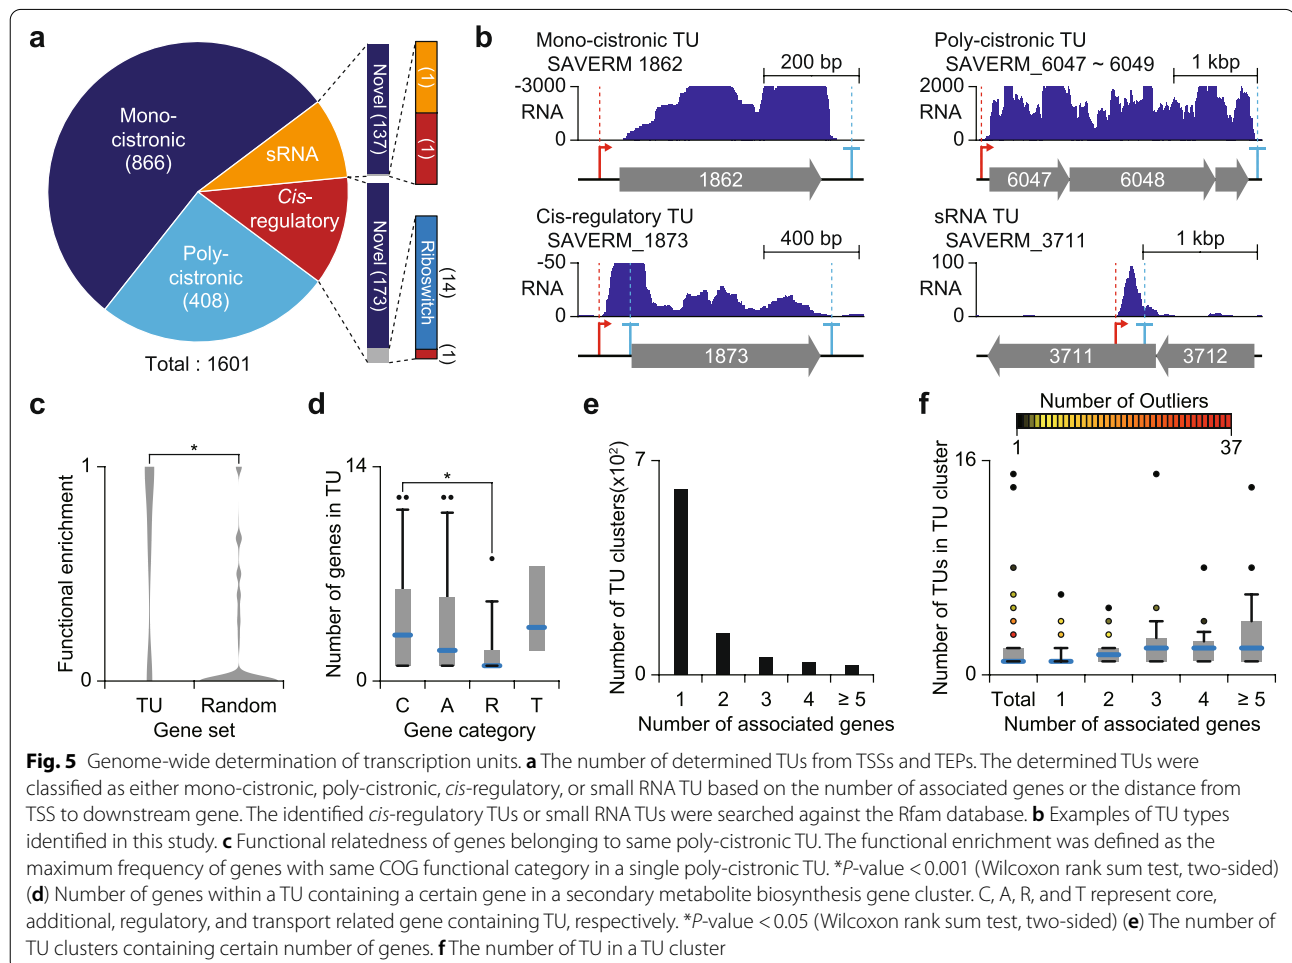 a
Mono-
cistronic
(866)
sRNA
Cis-
regulatory
Poly-
cistronic
(408)
Total : 1601
Novel (137)
(1)
(1)
Novel (173)
Riboswitch
(14)
(1)
b
Mono-cistronic TU
SAVERM 1862
200 bp
-3000
RNA
0
1862
Poly-cistronic TU
SAVERM_6047 ~ 6049
1 kbp
2000
RNA
0
6047
6048
Cis-regulatory TU
SAVERM_1873
400 bp
-50
RNA
0
1873
sRNA TU
SAVERM_3711
1 kbp
100
RNA
0
3711
3712
c
Functional enrichment
1
0
*
TU
Random
Gene set
d
Number of genes in TU
14
0
*
C
A
R
T
Gene category
e
Number of TU clusters(x10²)
7
0
1
2
3
4
≥ 5
Number of associated genes
f
Number of Outliers
1
37
Number of TUs in TU cluster
16
0
Total
1
2
3
4
≥ 5
Number of associated genes
Fig. 5 Genome-wide determination of transcription units. a The number of determined TUs from TSSs and TEPs. The determined TUs were
classified as either mono-cistronic, poly-cistronic, cis-regulatory, or small RNA TU based on the number of associated genes or the distance from
TSS to downstream gene. The identified cis-regulatory TUs or small RNA TUs were searched against the Rfam database. b Examples of TU types
identified in this study. c Functional relatedness of genes belonging to same poly-cistronic TU. The functional enrichment was defined as the
maximum frequency of genes with same COG functional category in a single poly-cistronic TU. *P-value < 0.001 (Wilcoxon rank sum test, two-sided)
(d) Number of genes within a TU containing a certain gene in a secondary metabolite biosynthesis gene cluster. C, A, R, and T represent core,
additional, regulatory, and transport related gene containing TU, respectively. *P-value < 0.05 (Wilcoxon rank sum test, two-sided) (e) The number of
TU clusters containing certain number of genes. f The number of TU in a TU cluster